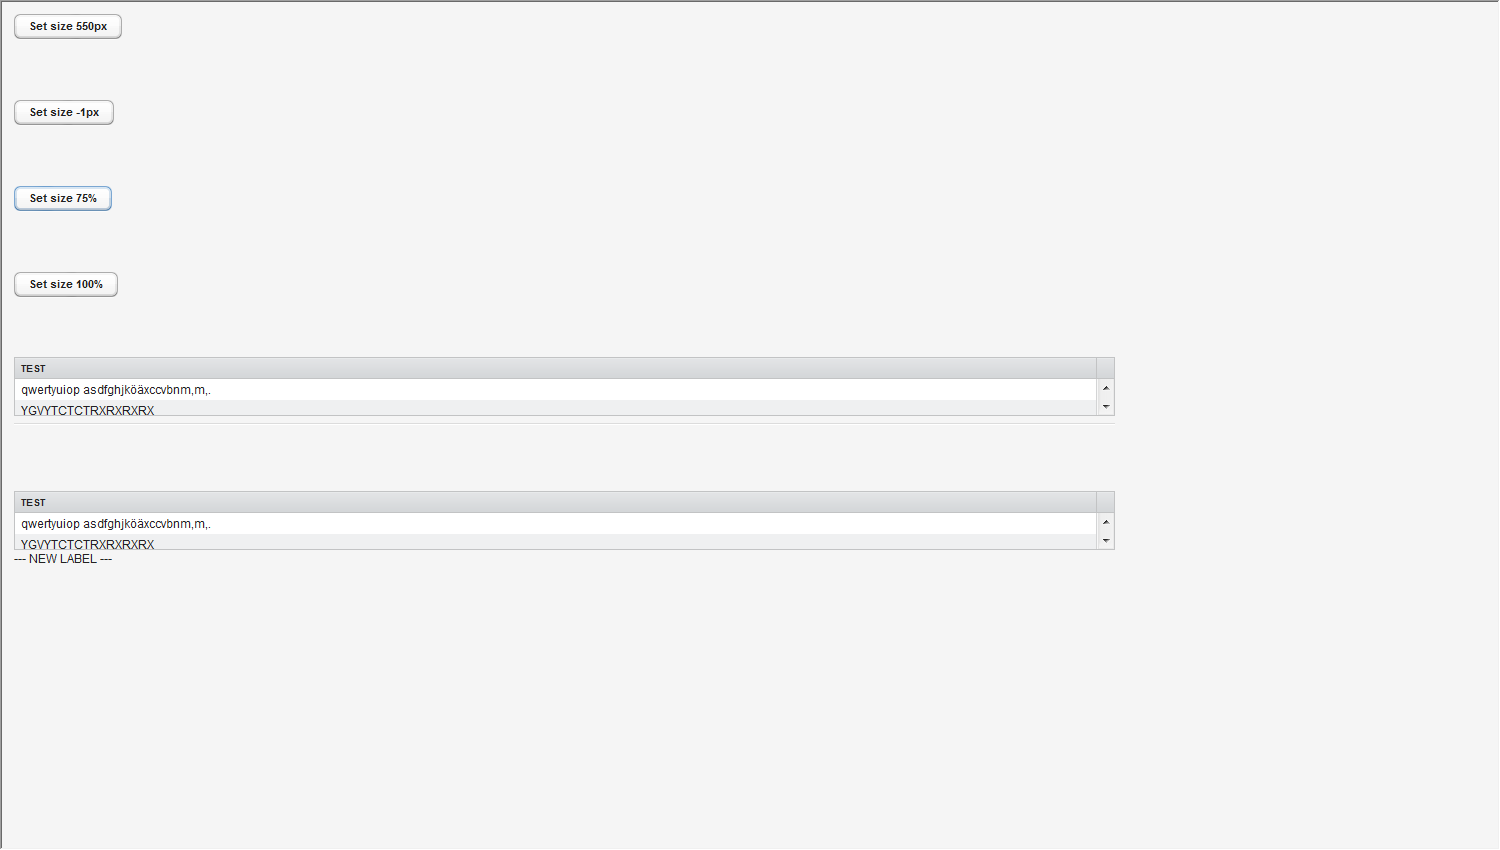 Set size 550px
Set size -1px
Set size 75%
Set size 100%
TEST
qwertyuiop asdfghjköäxccvbnm,m,.
YGVYTCTCTRXRXRXRX
TEST
qwertyuiop asdfghjköäxccvbnm,m,.
YGVYTCTCTRXRXRXRX
--- NEW LABEL ---